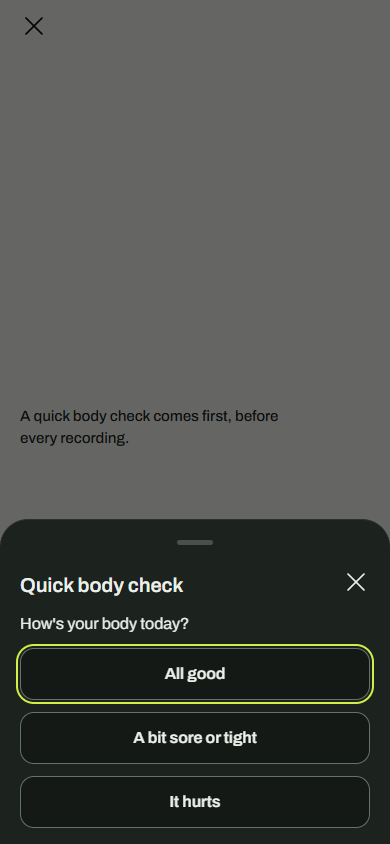 A quick body check comes first, before
every recording.
Quick body check
How's your body today?
All good
A bit sore or tight
It hurts